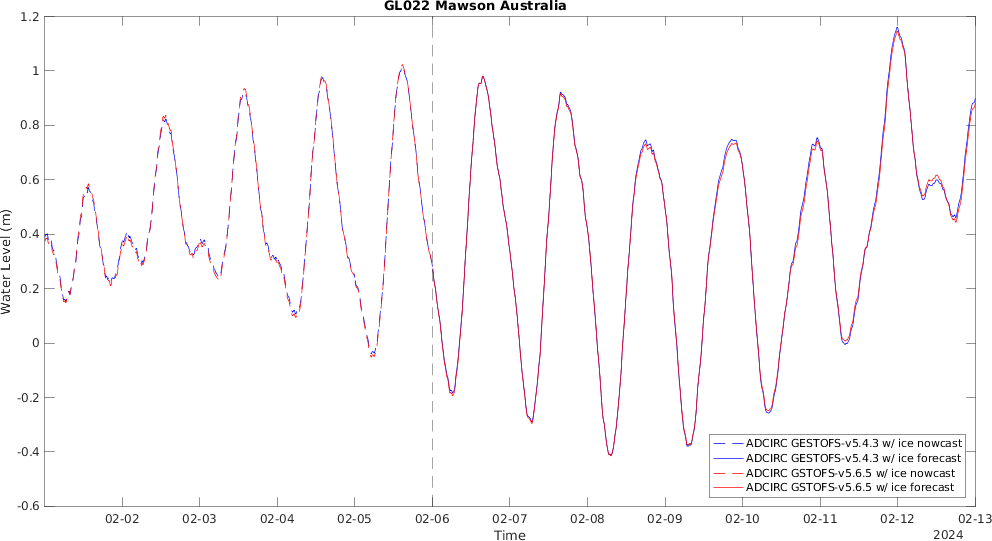 GL022 Mawson Australia
1.2
1
0.8
0.6
0.4
0.2
0
-0.2
-0.4
-0.6
Water Level (m)
ADCIRC GESTOFS-v5.4.3 w/ ice nowcast
ADCIRC GESTOFS-v5.4.3 w/ ice forecast
ADCIRC GSTOFS-v5.6.5 w/ ice nowcast
ADCIRC GSTOFS-v5.6.5 w/ ice forecast
02-02 02-03 02-04 02-05 02-06 02-07 02-08 02-09 02-10 02-11 02-12 02-13
Time
2024